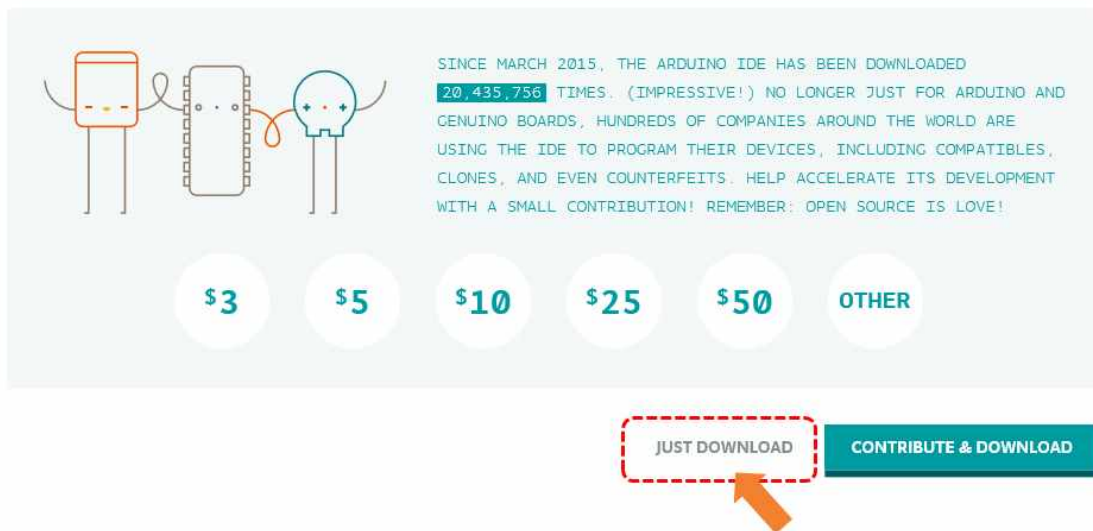 SINCE MARCH 2015, THE ARDUINO IDE HAS BEEN DOWNLOADED
20,435,756 TIMES. (IMPRESSIVE!) NO LONGER JUST FOR ARDUINO AND
GENUINO BOARDS, HUNDREDS OF COMPANIES AROUND THE WORLD ARE
USING THE IDE TO PROGRAM THEIR DEVICES, INCLUDING COMPATIBLES,
CLONES, AND EVEN COUNTERFEITS. HELP ACCELERATE ITS DEVELOPMENT
WITH A SMALL CONTRIBUTION! REMEMBER: OPEN SOURCE IS LOVE!
$3 $5 $10 $25 $50 OTHER
JUST DOWNLOAD CONTRIBUTE & DOWNLOAD